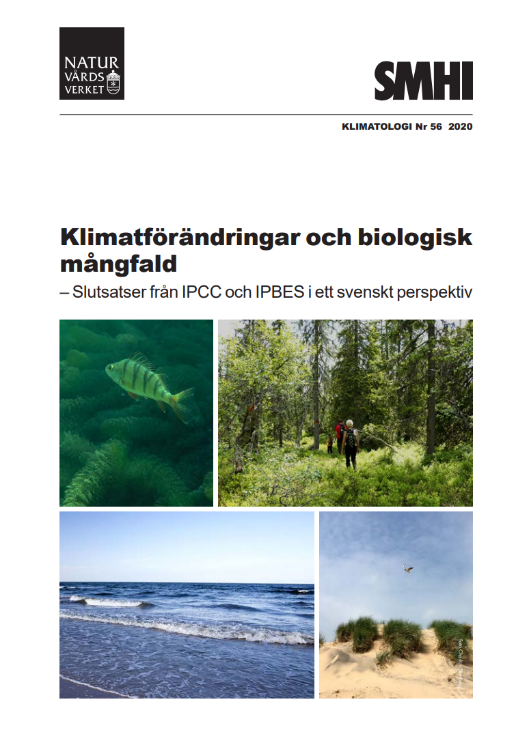 NATUR
VÅRDS
VERKET
SMHI
KLIMATOLOGI Nr 56 2020
Klimatförändringar och biologisk
mångfald
– Slutsatser från IPCC och IPBES i ett svenskt perspektiv